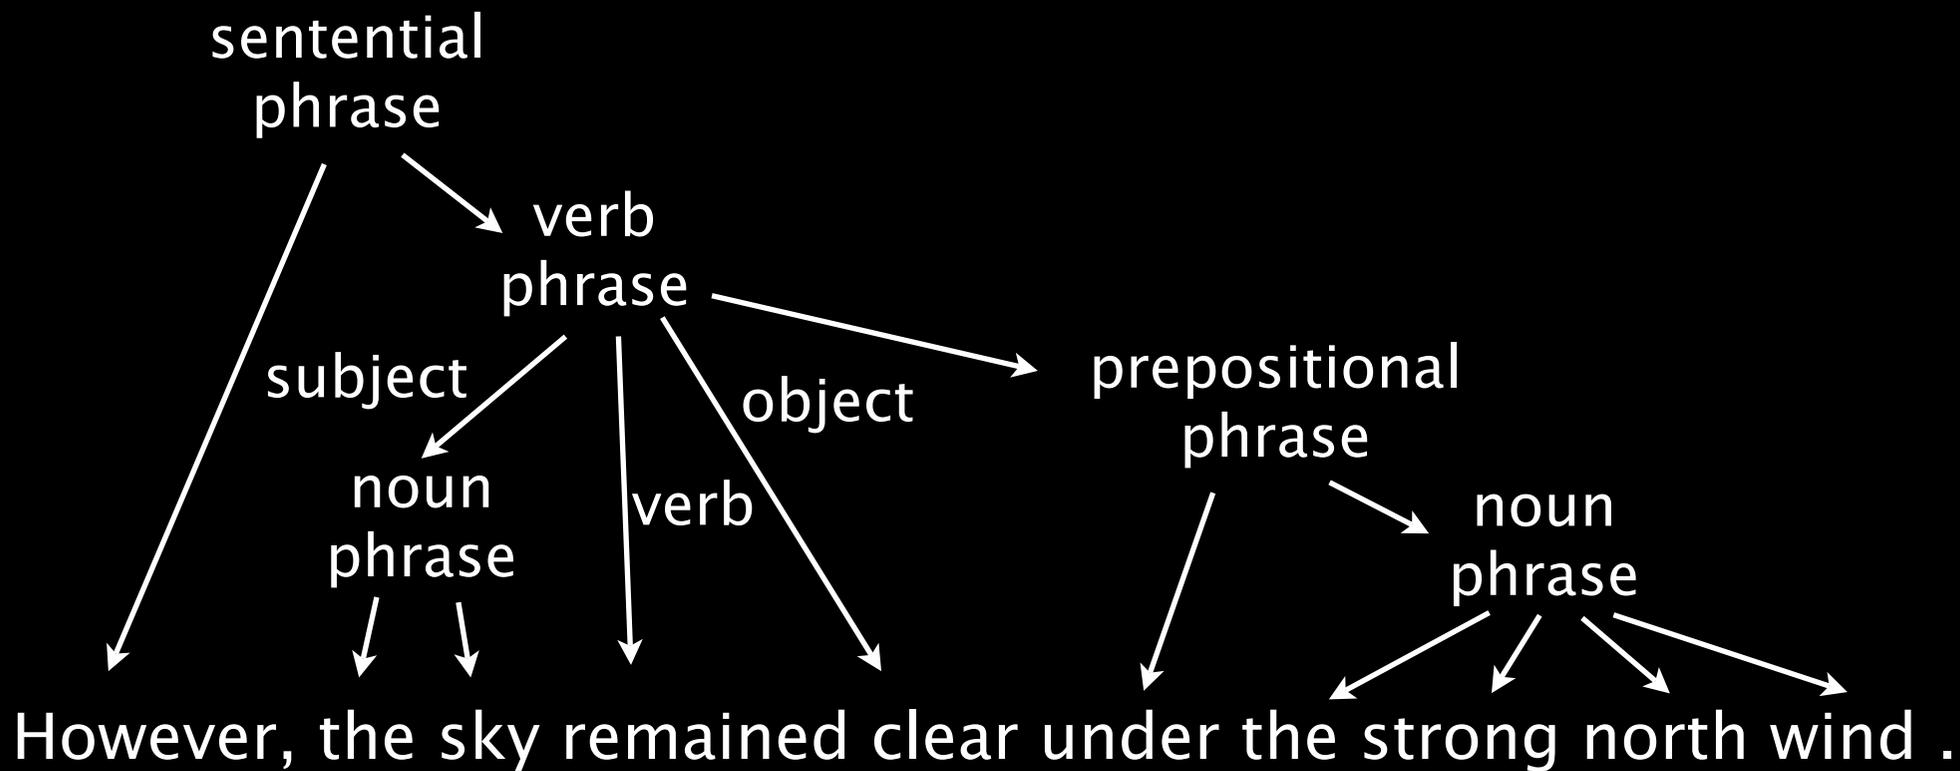 sentential
phrase
verb
phrase
subject
object
prepositional
phrase
noun
phrase
verb
noun
phrase
However, the sky remained clear under the strong north wind .